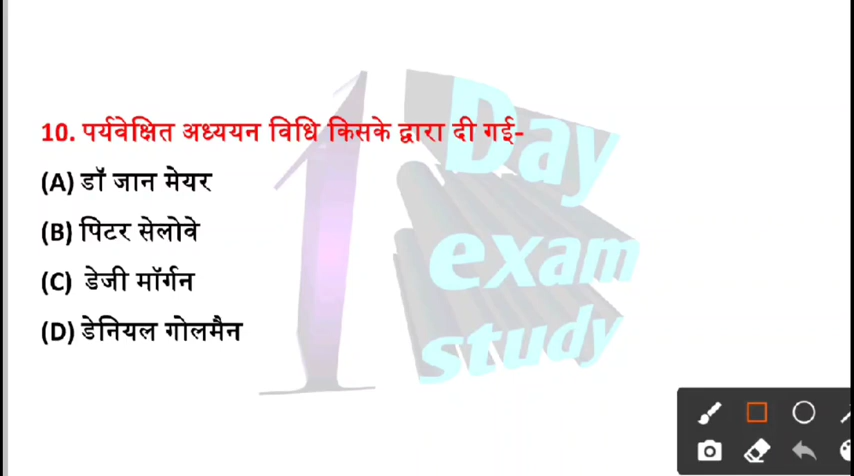 10. पर्यवेक्षित अध्ययन विधि किसके द्वारा दी गई-
(A) डॉ जान मेयर
(B) पिटर सेलोवे
(C) डेजी मॉर्गन
(D) डेनियल गोलमैन
1 Day
exam
study